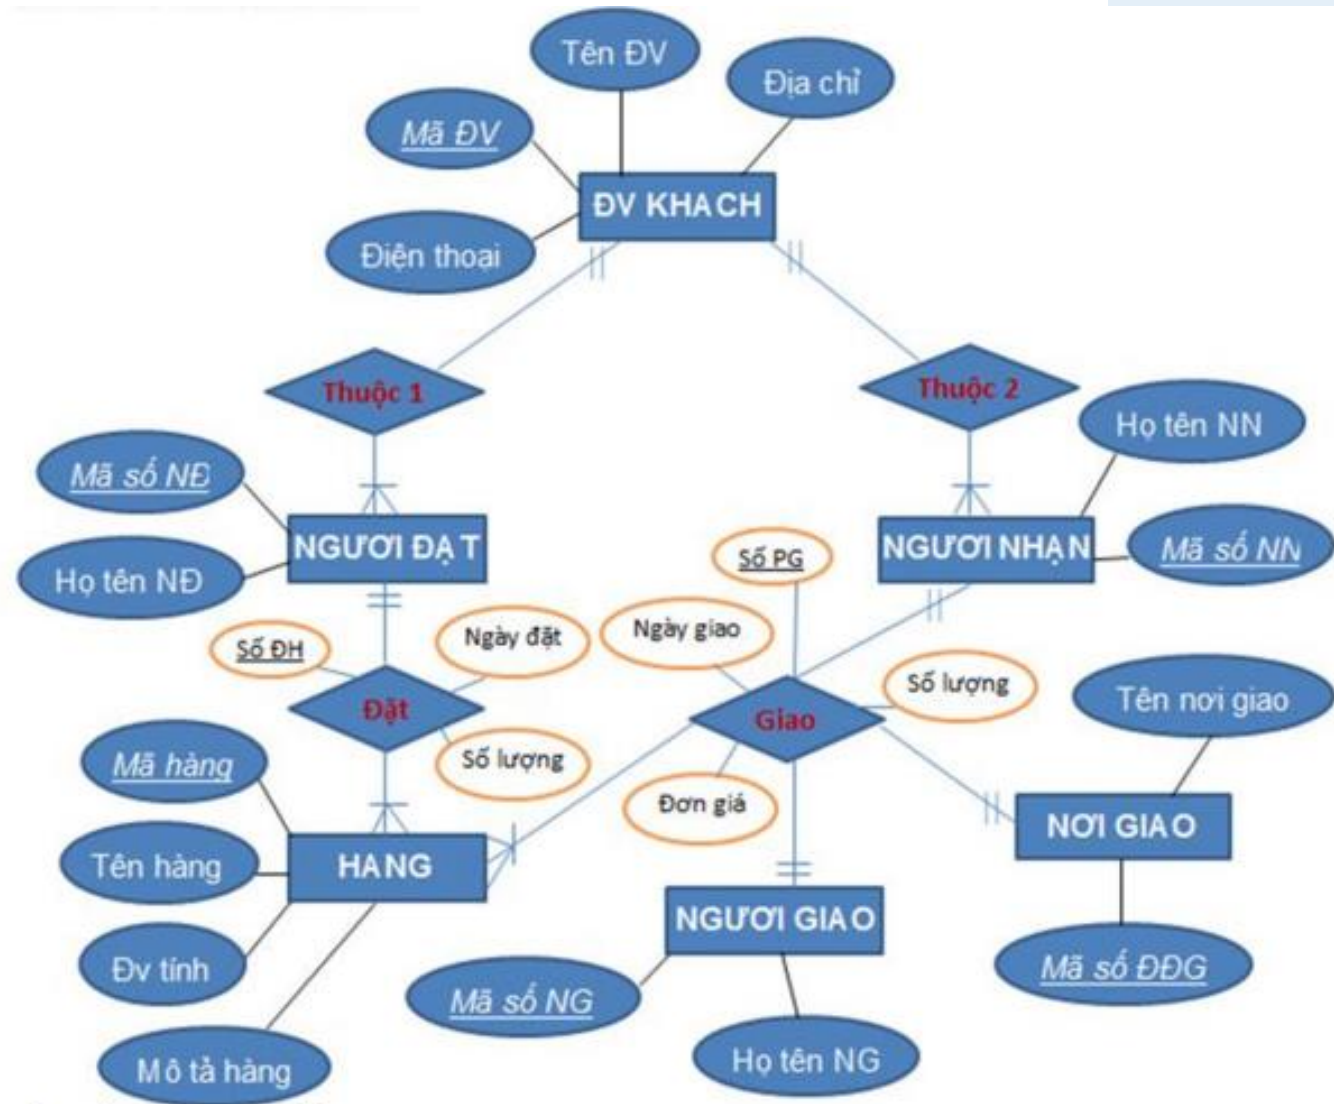 Tên ĐV
Địa chỉ
Mã ĐV
ĐV KHACH
Điện thoại
Thuộc 1
Thuộc 2
Họ tên NN
Mã số NĐ
Số PG
NGƯƠI ĐẠT
NGƯƠI NHẠN
Mã số NN
Họ tên NĐ
Số ĐH
Ngày đặt
Ngày giao
Số lượng
Tên nơi giao
Đặt
Giao
Mã hàng
Số lượng
Đơn giá
NƠI GIAO
Tên hàng
HANG
NGƯƠI GIAO
Đv tính
Mã số NG
Mã số ĐĐG
Mô tả hàng
Họ tên NG